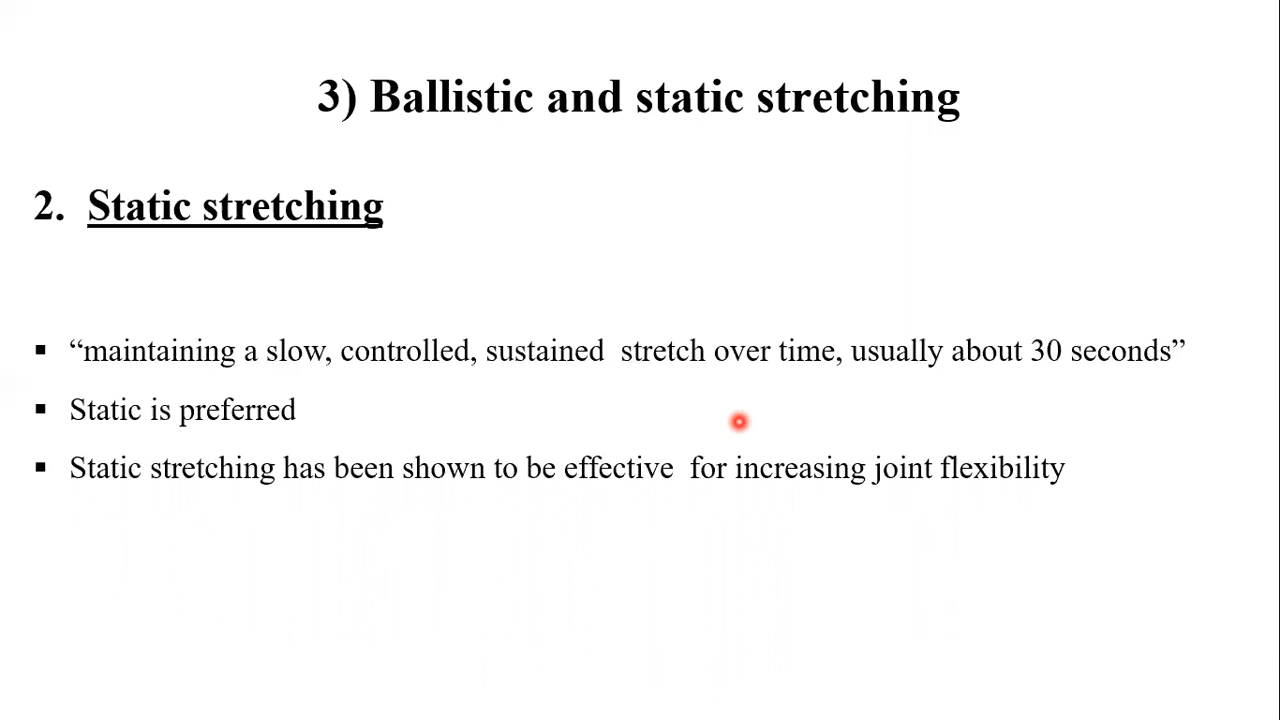 3) Ballistic and static stretching
2. Static stretching
▪ “maintaining a slow, controlled, sustained stretch over time, usually about 30 seconds”
▪ Static is preferred
▪ Static stretching has been shown to be effective for increasing joint flexibility